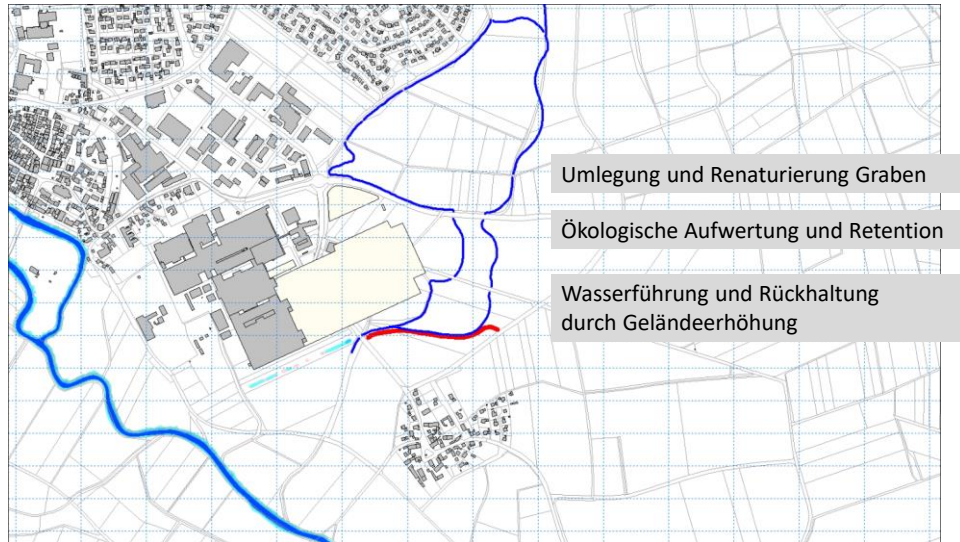 Umlegung und Renaturierung Graben
Ökologische Aufwertung und Retention
Wasserführung und Rückhaltung
durch Geländeerhöhung